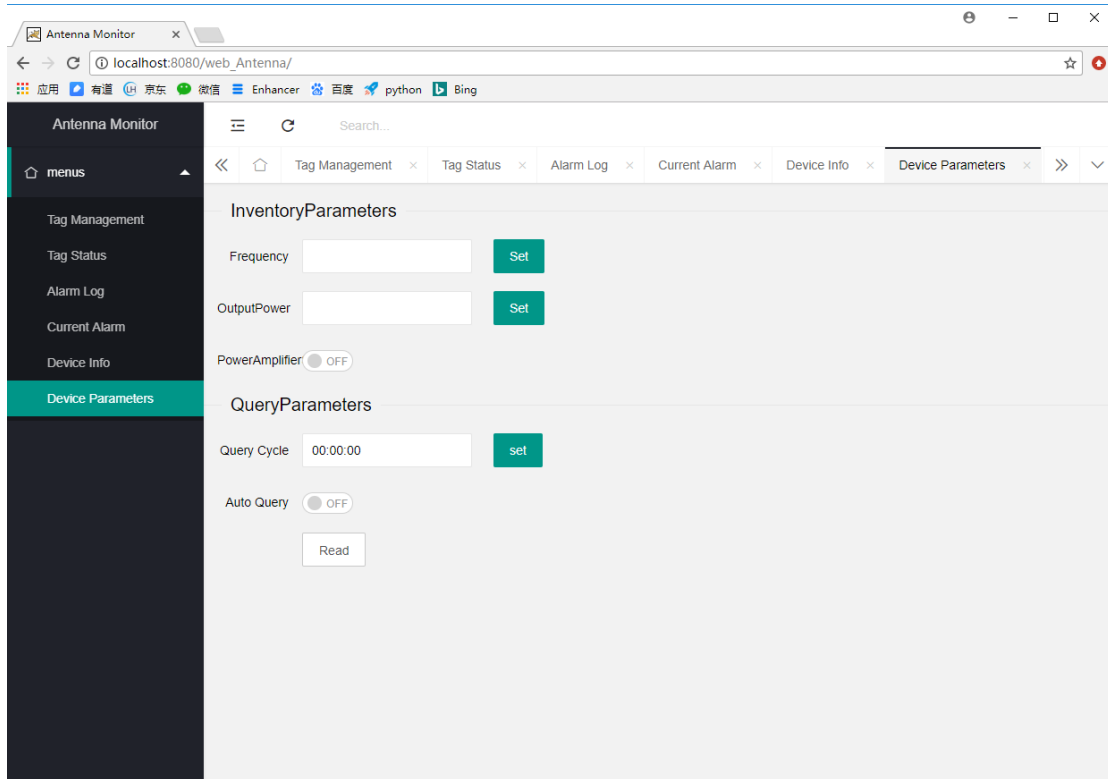 Antenna Monitor
localhost:8080/web_Antenna/
应用 有道 LH 京东 微信 Enhancer 百度 python Bing
Antenna Monitor Search...
menus Tag Management Tag Status Alarm Log Current Alarm Device Info Device Parameters
Tag Management
Tag Status
Alarm Log
Current Alarm
Device Info
Device Parameters
InventoryParameters
Frequency Set
OutputPower Set
PowerAmplifier OFF
QueryParameters
Query Cycle 00:00:00 set
Auto Query OFF
Read